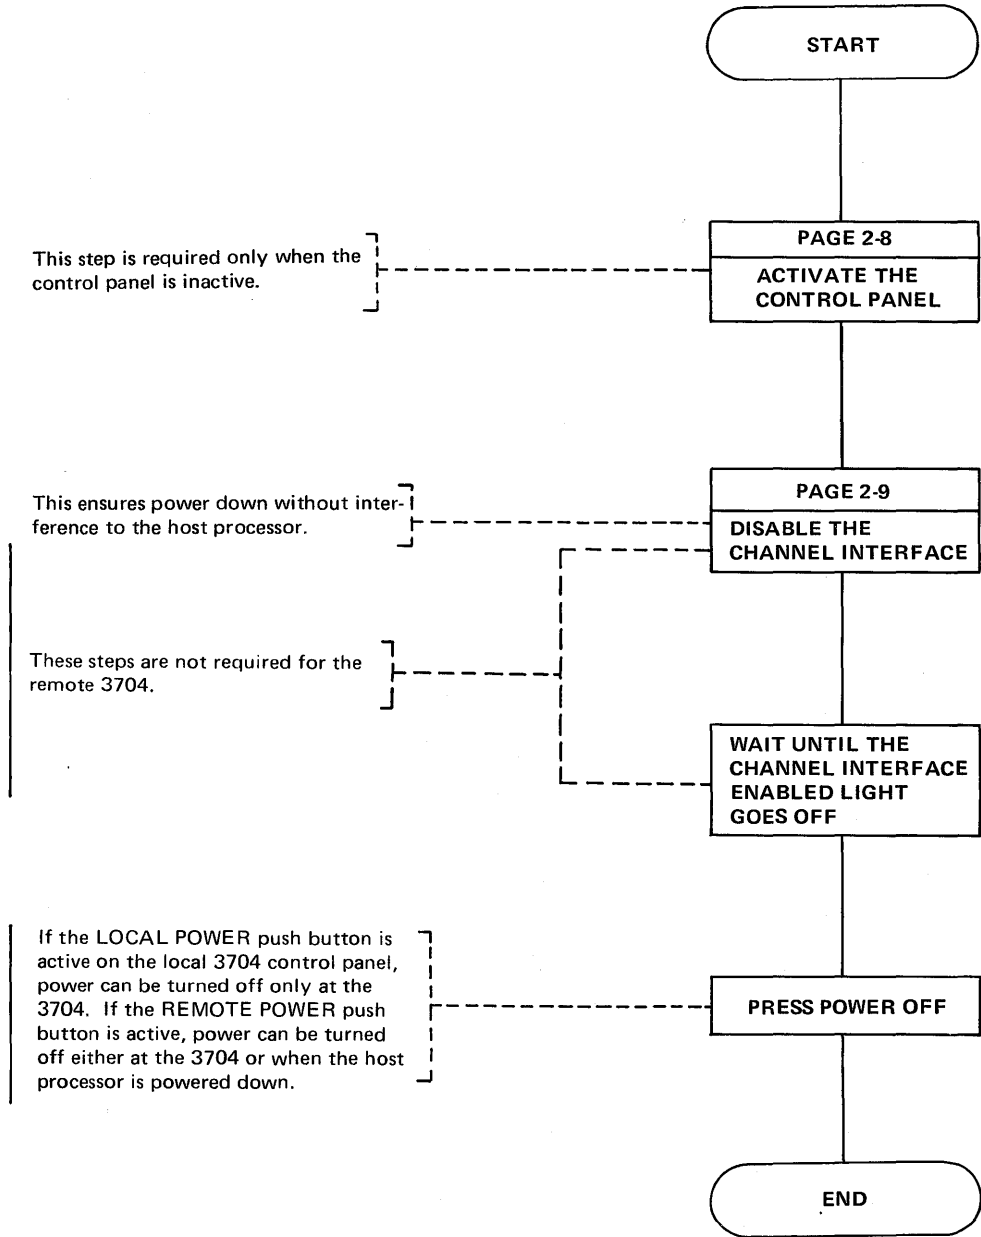 START
This step is required only when the
control panel is inactive.
PAGE 2-8
ACTIVATE THE
CONTROL PANEL
This ensures power down without inter-
ference to the host processor.
PAGE 2-9
DISABLE THE
CHANNEL INTERFACE
These steps are not required for the
remote 3704.
WAIT UNTIL THE
CHANNEL INTERFACE
ENABLED LIGHT
GOES OFF
If the LOCAL POWER push button is
active on the local 3704 control panel,
power can be turned off only at the
3704. If the REMOTE POWER push
button is active, power can be turned
off either at the 3704 or when the host
processor is powered down.
PRESS POWER OFF
END